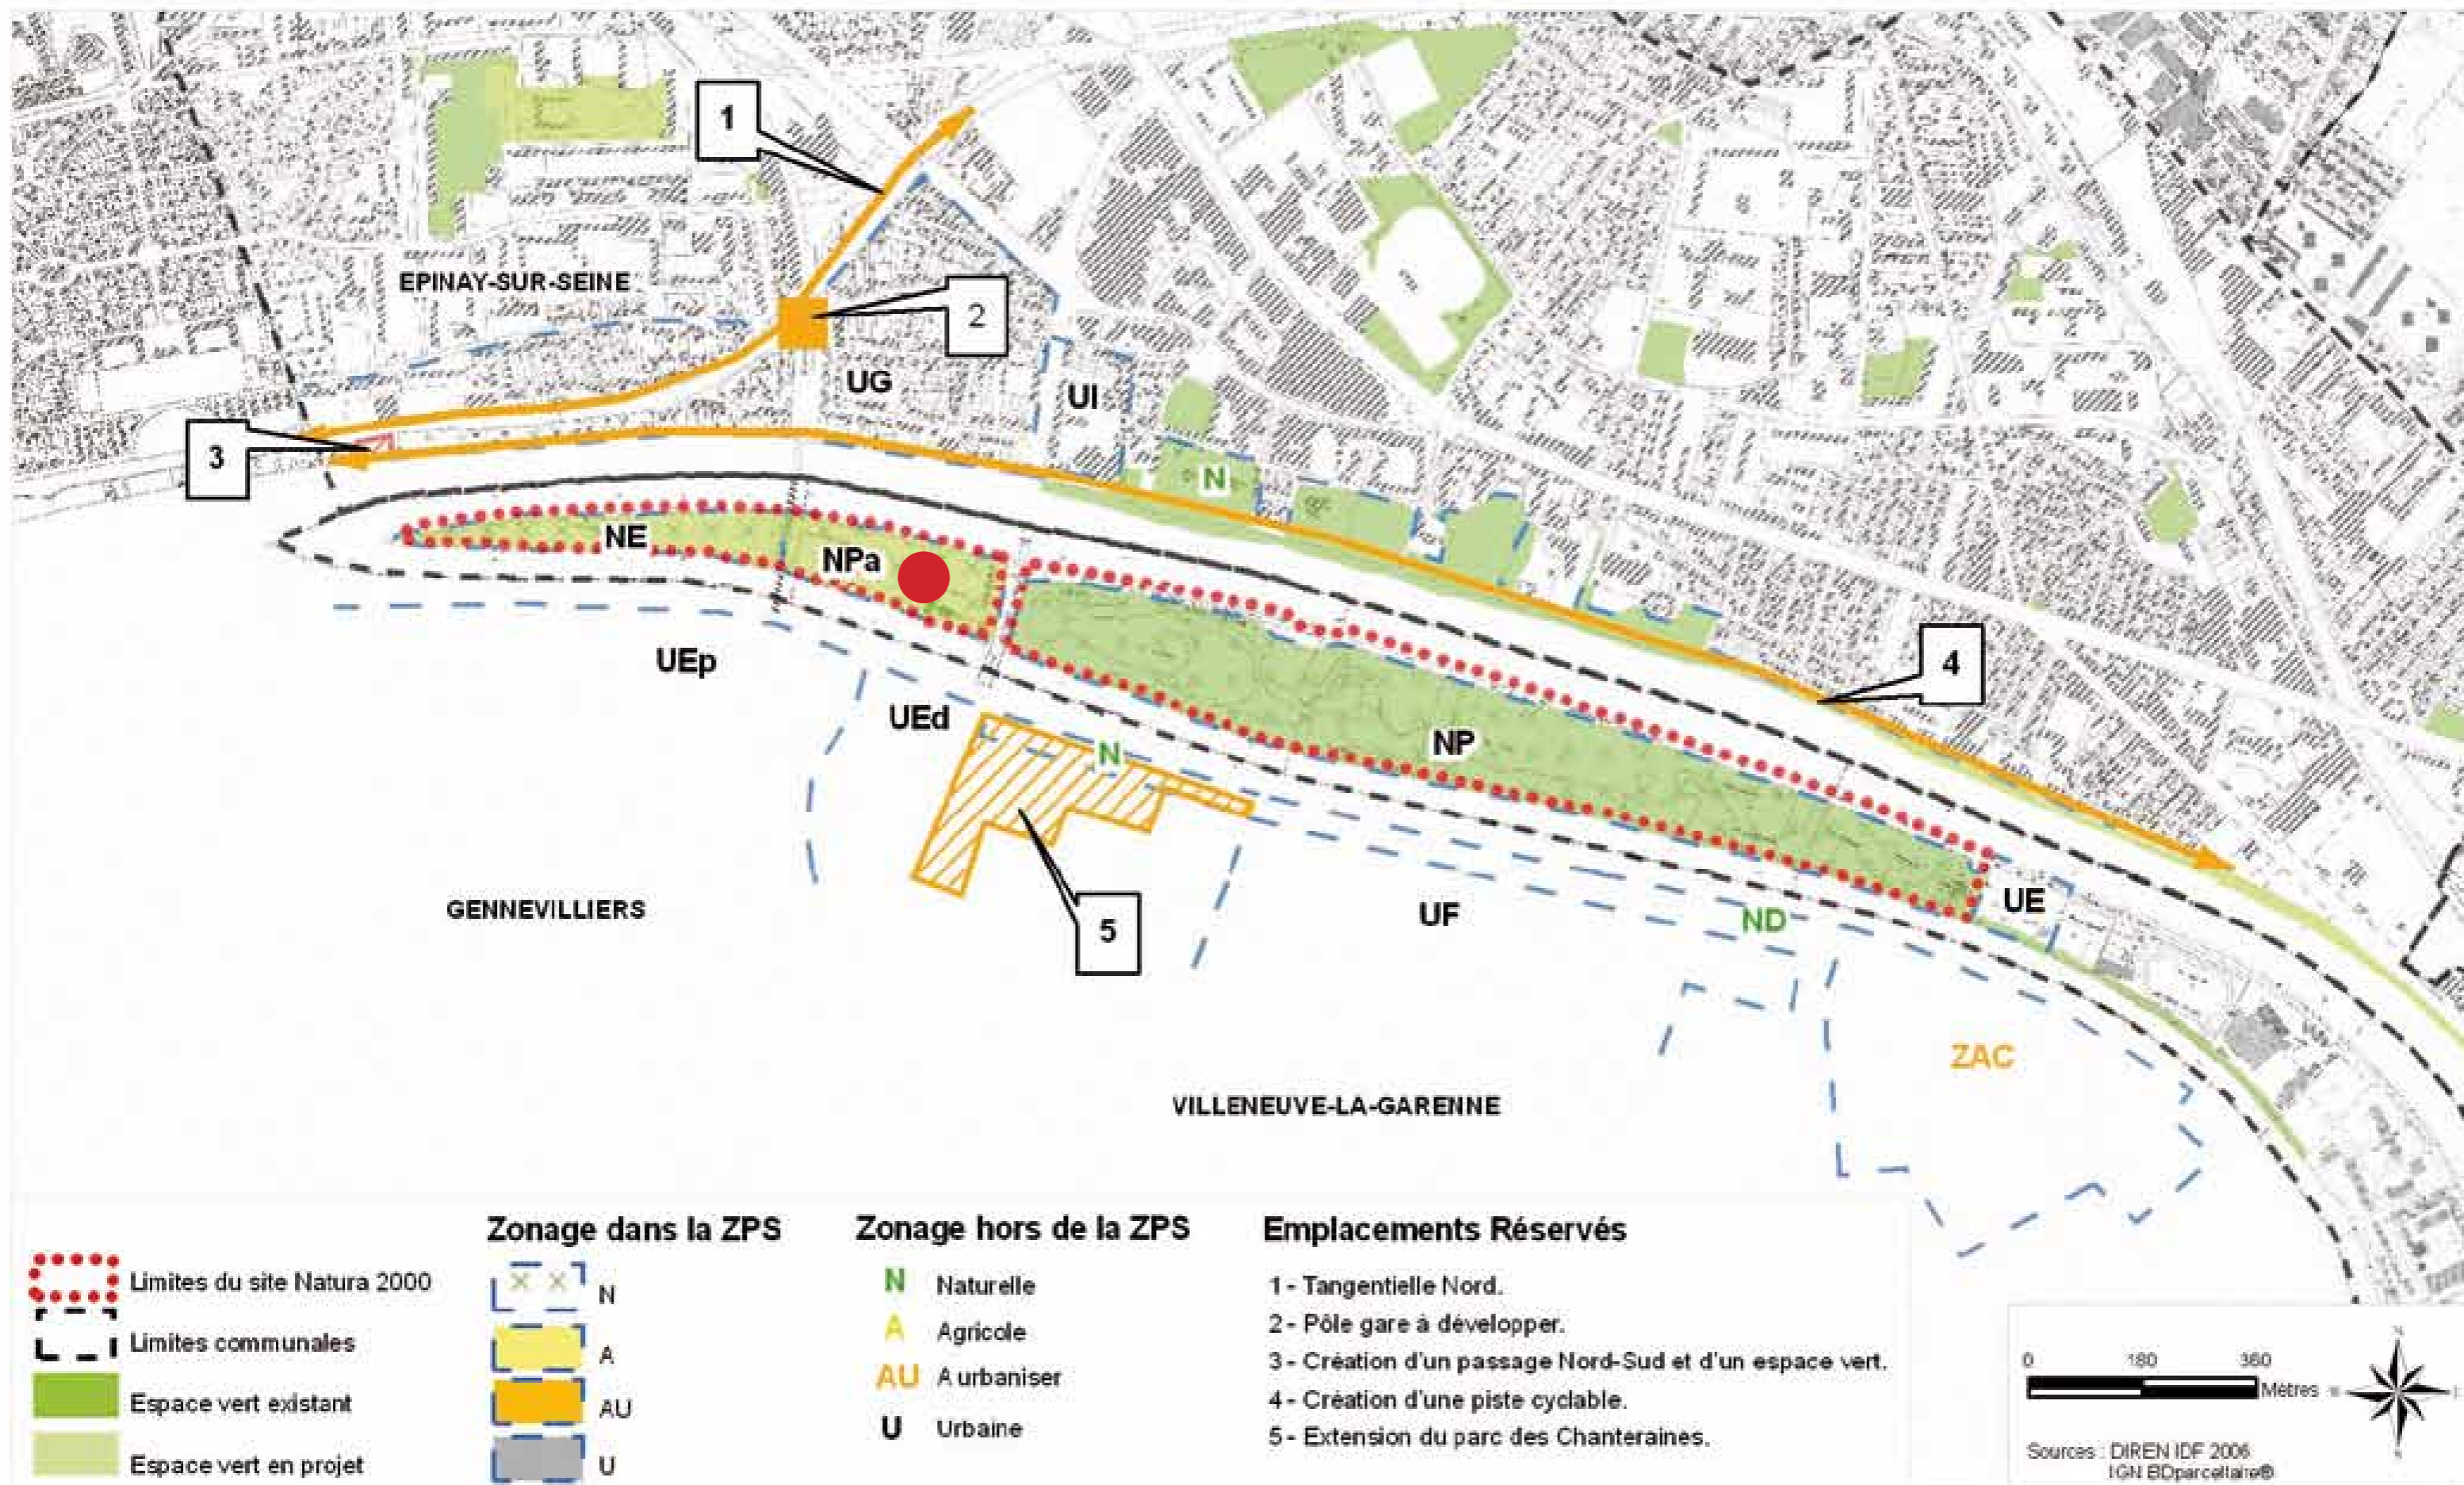 1
EPINAY-SUR-SEINE
2
UG
UI
3
N
NE
NPa
UEp
4
UEd
N
NP
GENNEVILLIERS
5
UF
ND
UE
ZAC
VILLENEUVE-LA-GARENNE
Limites du site Natura 2000
Limites communales
Espace vert existant
Espace vert en projet
Zonage dans la ZPS
N
A
AU
U
Zonage hors de la ZPS
N Naturelle
A Agricole
AU A urbaniser
U Urbaine
Emplacements Réservés
1 - Tangentielle Nord.
2 - Pôle gare à développer.
3 - Création d'un passage Nord-Sud et d'un espace vert.
4 - Création d'une piste cyclable.
5 - Extension du parc des Chanteraines.
0 180 360
Mètres
Sources : DIREN IDF 2006
IGN BDparcellaire®